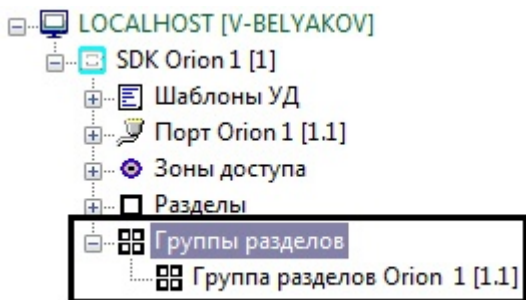 LOCALHOST [V-BELYAKOV]
SDK Orion 1 [1]
Шаблоны УД
Порт Orion 1 [1.1]
Зоны доступа
Разделы
Группы разделов
Группа разделов Orion 1 [1.1]